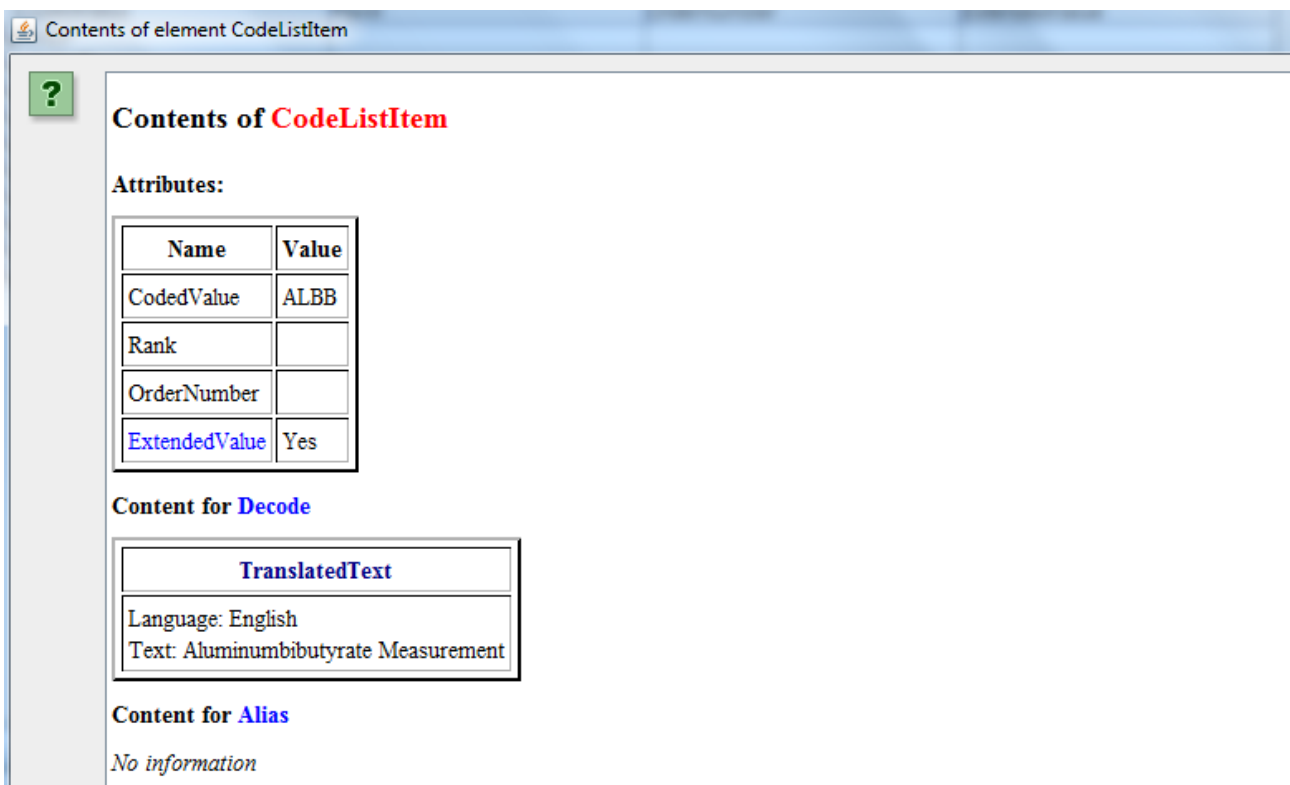 Contents of element CodeListItem
?
Contents of CodeListItem
Attributes:
Name Value
CodedValue ALBB
Rank
OrderNumber
ExtendedValue Yes
Content for Decode
TranslatedText
Language: English
Text: Aluminumbibutyrate Measurement
Content for Alias
No information